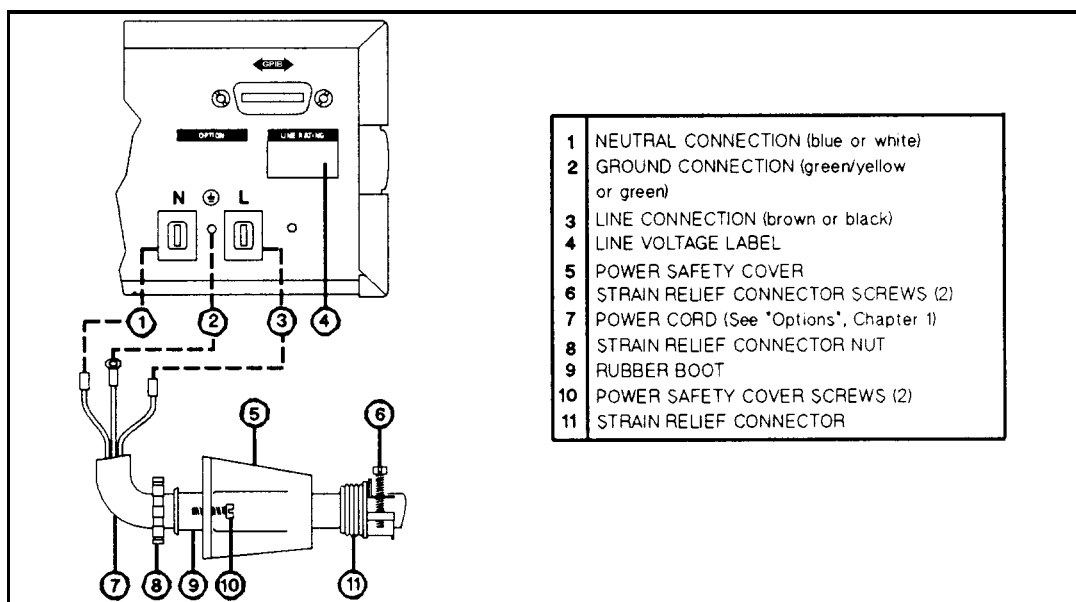 GPIB
OPTION
LINE RATING
N
L
1
2
3
4
5
6
7
8
9
10
11
1 NEUTRAL CONNECTION (blue or white)
2 GROUND CONNECTION (green/yellow
or green)
3 LINE CONNECTION (brown or black)
4 LINE VOLTAGE LABEL
5 POWER SAFETY COVER
6 STRAIN RELIEF CONNECTOR SCREWS (2)
7 POWER CORD (See "Options", Chapter 1)
8 STRAIN RELIEF CONNECTOR NUT
9 RUBBER BOOT
10 POWER SAFETY COVER SCREWS (2)
11 STRAIN RELIEF CONNECTOR